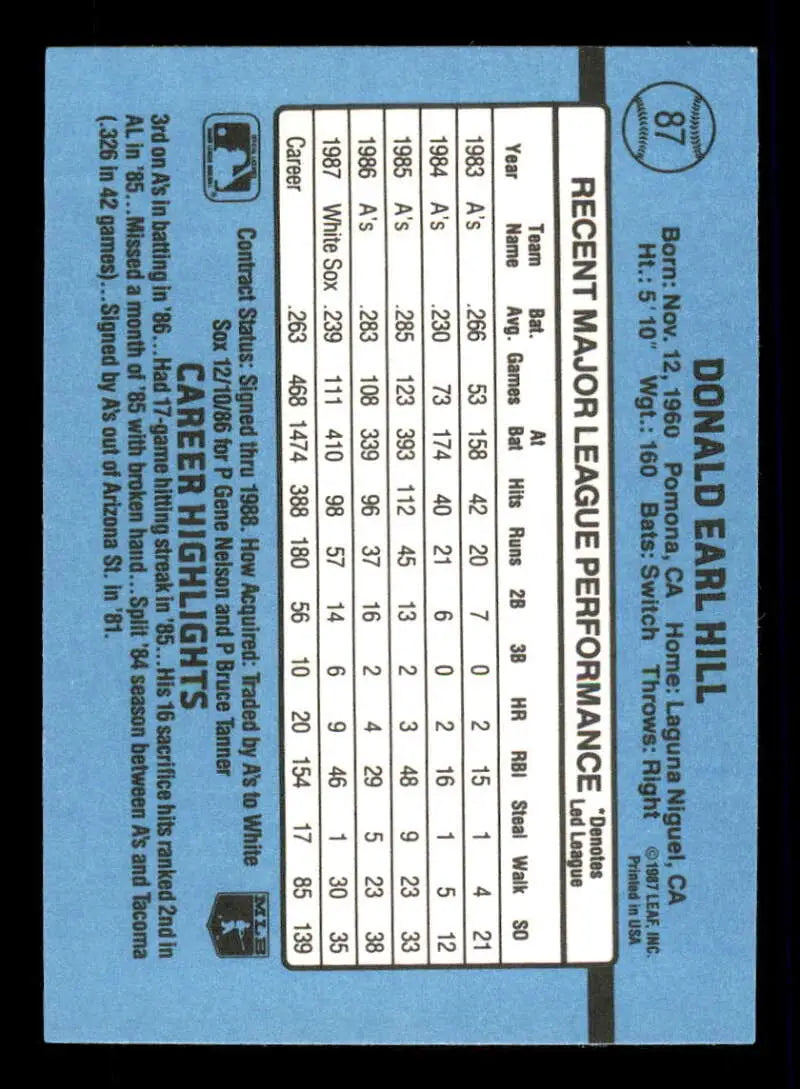 87
DONALD EARL HILL
Born: Nov. 12, 1960 Pomona, CA Home: Laguna Niguel, CA
Ht.: 5'10" Wgt.: 160 Bats: Switch Throws: Right
©1987 LEAF, INC.
Printed in USA
RECENT MAJOR LEAGUE PERFORMANCE *Denotes Led League
Year Team Name Bat. Avg. Games At Bat Hits Runs 2B 3B HR RBI Steal Walk SO
1983 A's .266 53 158 42 20 7 0 2 15 1 4 21
1984 A's .230 73 174 40 21 6 0 2 16 1 5 12
1985 A's .285 123 393 112 45 13 2 3 48 9 23 33
1986 A's .283 108 339 96 37 16 2 4 29 5 23 38
1987 White Sox .239 111 410 98 57 14 6 9 46 1 30 35
Career .263 468 1474 388 180 56 10 20 154 17 85 139
Contract Status: Signed thru 1988. How Acquired: Traded by A's to White
Sox 12/10/86 for P Gene Nelson and P Bruce Tanner
MLB
CAREER HIGHLIGHTS
3rd on A's in batting in '86...Had 17-game hitting streak in '85...His 16 sacrifice hits ranked 2nd in
AL in '85...Missed a month of '85 with broken hand...Split '84 season between A's and Tacoma
(.326 in 42 games)...Signed by A's out of Arizona St. in '81.